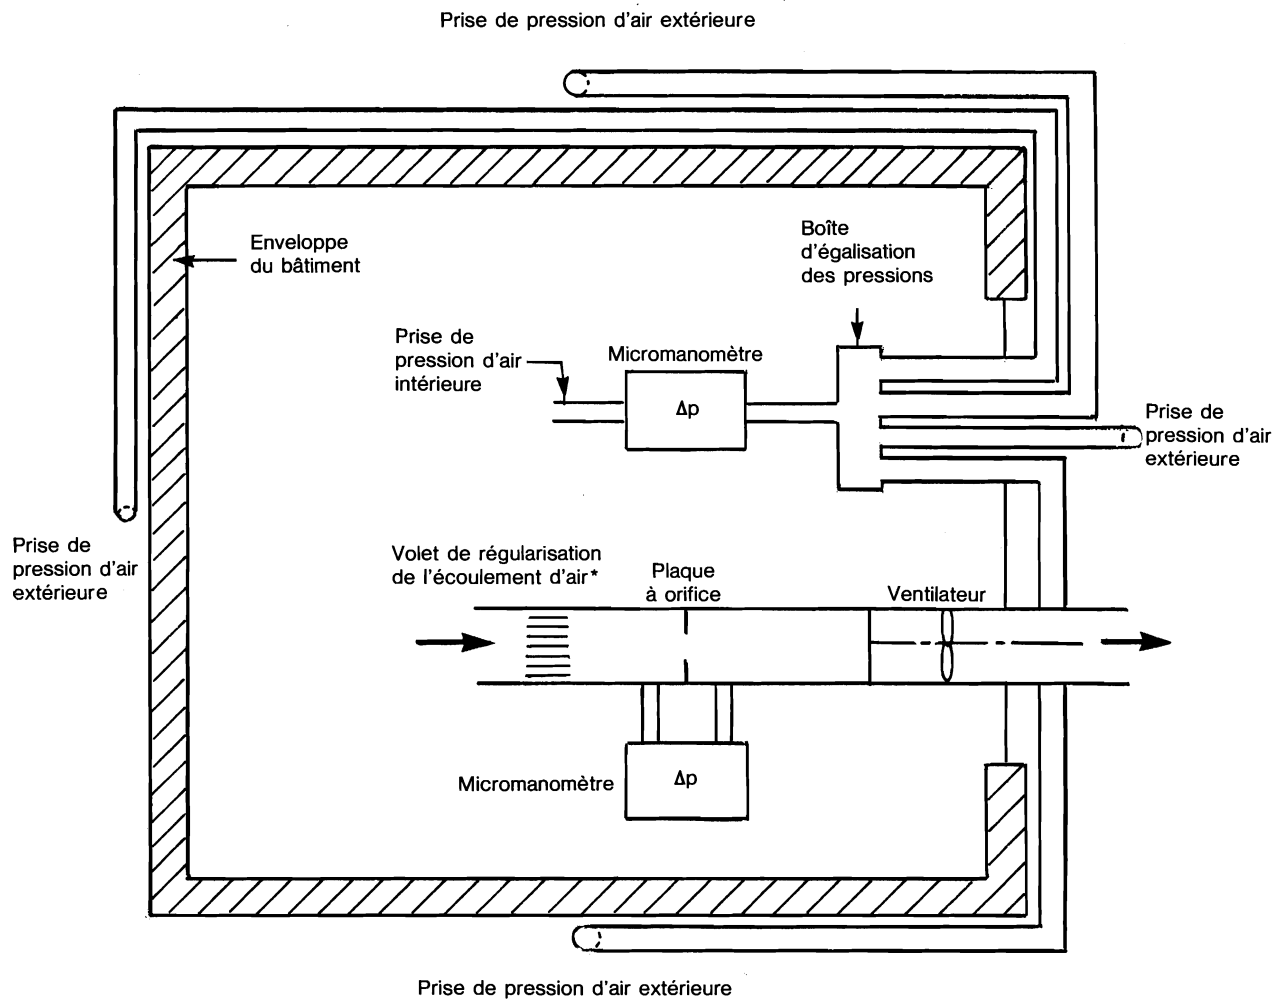 Prise de pression d'air extérieure
Enveloppe
du bâtiment
Boîte
d'égalisation
des pressions
Prise de
pression d'air
intérieure
Micromanomètre
Δp
Prise de
pression d'air
extérieure
Prise de
pression d'air
extérieure
Volet de régularisation
de l'écoulement d'air*
Plaque
à orifice
Ventilateur
Micromanomètre
Δp
Prise de pression d'air extérieure